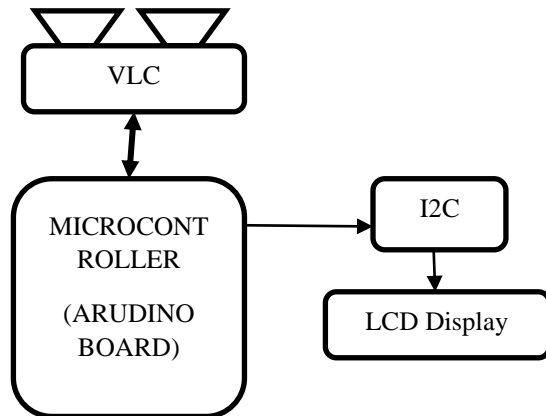 VLC
MICROCONT
ROLLER
(ARUDINO
BOARD)
I2C
LCD Display